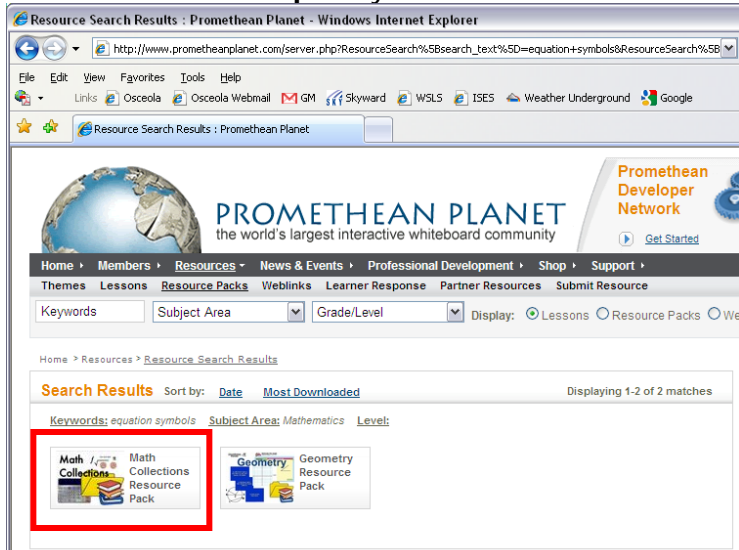 Resource Search Results : Promethean Planet - Windows Internet Explorer
http://www.prometheanplanet.com/server.php?ResourceSearch%5Bsearch_text%5D=equation+symbols&ResourceSearch%5B
File Edit View Favorites Tools Help
Links Osceola Osceola Webmail GM Skyward WSLS ISES Weather Underground Google
Resource Search Results : Promethean Planet
PROMETHEAN PLANET
the world's largest interactive whiteboard community
Promethean
Developer
Network
Get Started
Home Members Resources News & Events Professional Development Shop Support
Themes Lessons Resource Packs Weblinks Learner Response Partner Resources Submit Resource
Keywords Subject Area Grade/Level Display: Lessons Resource Packs We
Home > Resources > Resource Search Results
Search Results Sort by: Date Most Downloaded Displaying 1-2 of 2 matches
Keywords: equation symbols Subject Area: Mathematics Level:
Math
Collections
Math
Collections
Resource
Pack
Geometry
Geometry
Resource
Pack